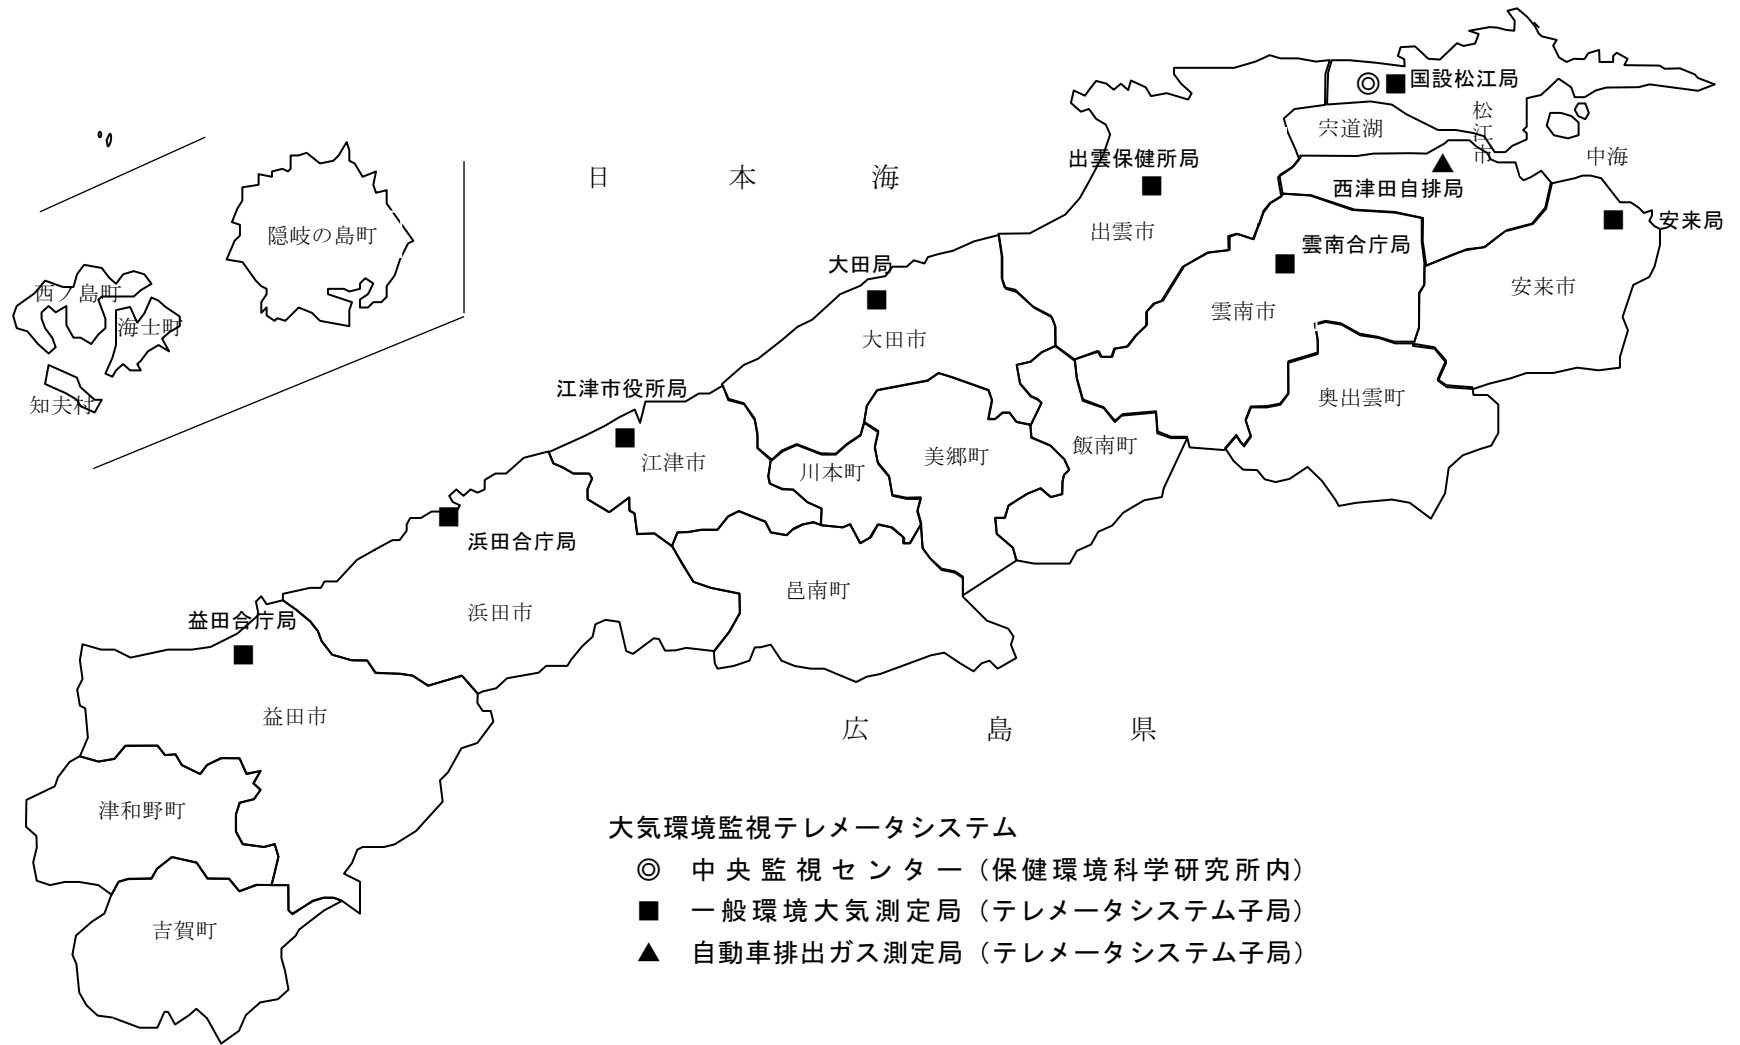 国設松江局
松江市
宍道湖
中海
出雲保健所局
西津田自排局
安来局
出雲市
雲南合庁局
日本海
隠岐の島町
大田局
安来市
西ノ島町
雲南市
海士町
大田市
江津市役所局
奥出雲町
知夫村
飯南町
美郷町
江津市
川本町
浜田合庁局
邑南町
浜田市
益田合庁局
益田市
広島県
津和野町
吉賀町
大気環境監視テレメータシステム
◎ 中央監視センター(保健環境科学研究所内)
■ 一般環境大気測定局(テレメータシステム子局)
▲ 自動車排出ガス測定局(テレメータシステム子局)